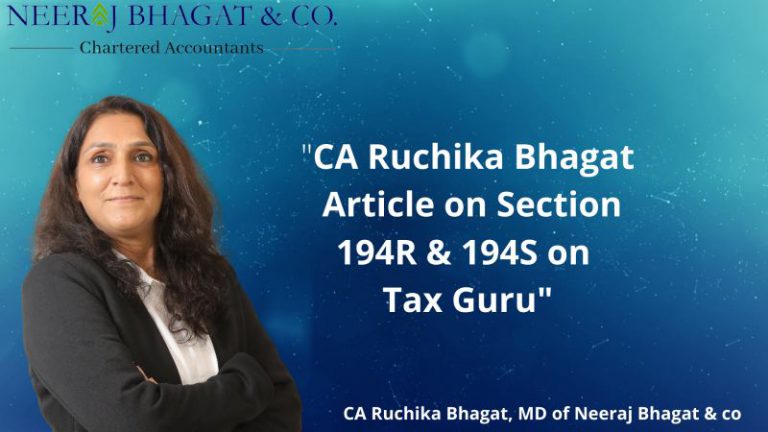 NEERAJ BHAGAT & CO.
Chartered Accountants
"CA Ruchika Bhagat
Article on Section
194R & 194S on
Tax Guru"
CA Ruchika Bhagat, MD of Neeraj Bhagat & co